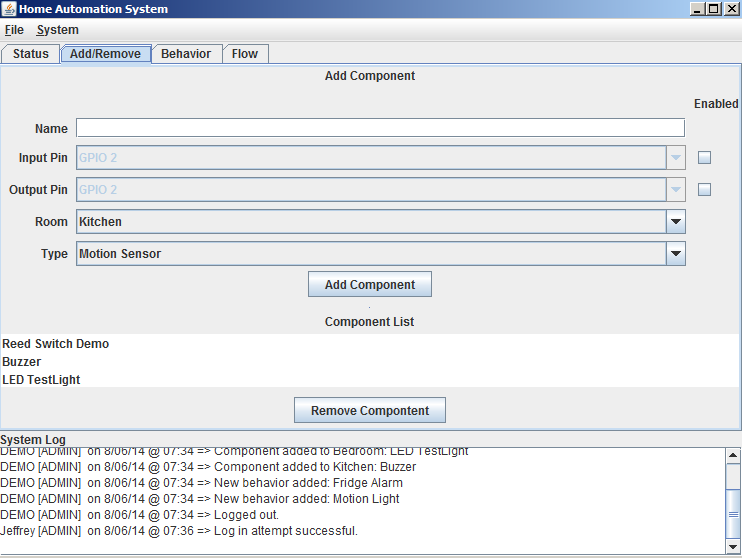 Home Automation System
File System
Status Add/Remove Behavior Flow
Add Component
Enabled
Name
Input Pin GPIO 2
Output Pin GPIO 2
Room Kitchen
Type Motion Sensor
Add Component
Component List
Reed Switch Demo
Buzzer
LED TestLight
Remove Compontent
System Log
DEMO [ADMIN] on 8/06/14 @ 07:34 => Component added to Bedroom: LED TestLight
DEMO [ADMIN] on 8/06/14 @ 07:34 => Component added to Kitchen: Buzzer
DEMO [ADMIN] on 8/06/14 @ 07:34 => New behavior added: Fridge Alarm
DEMO [ADMIN] on 8/06/14 @ 07:34 => New behavior added: Motion Light
DEMO [ADMIN] on 8/06/14 @ 07:34 => Logged out.
Jeffrey [ADMIN] on 8/06/14 @ 07:36 => Log in attempt successful.